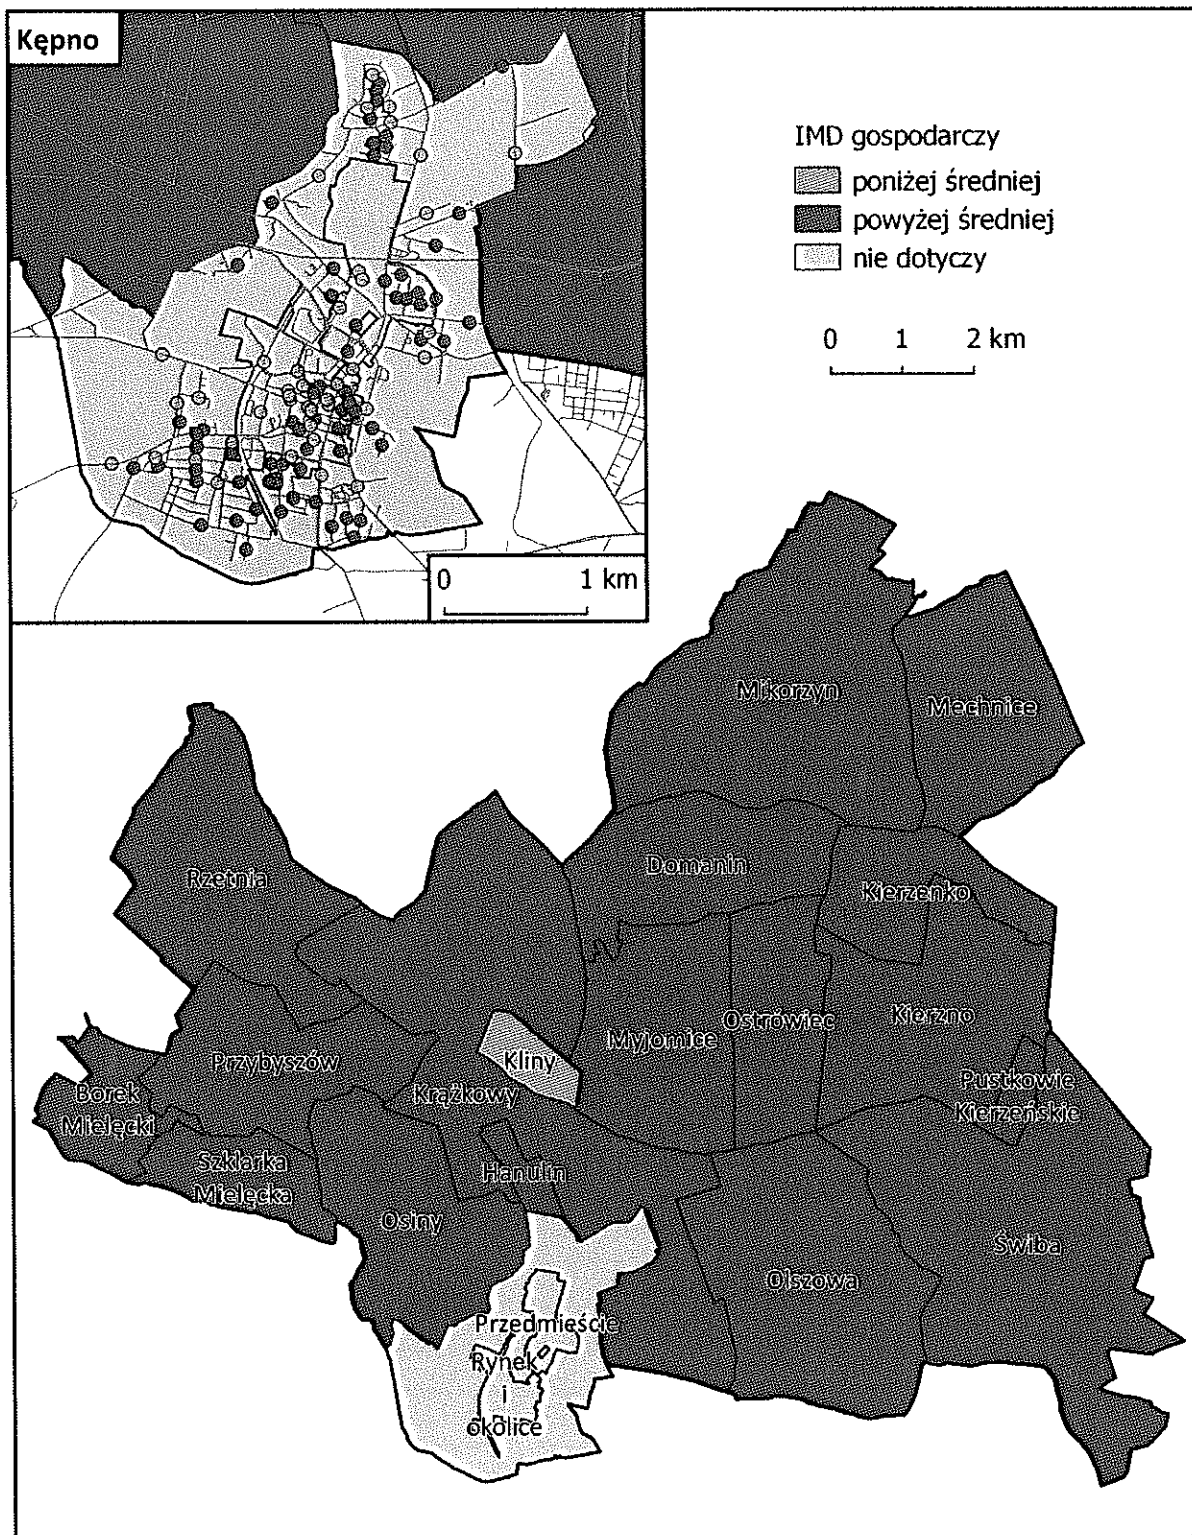 Kępno
IMD gospodarczy
poniżej średniej
powyżej średniej
nie dotyczy
0 1 2 km
0 1 km
Mikorzyn
Mechnice
Domanin
Rzetnia
Kierzenko
Kierzno
Ostrówiec
Myjomice
Kliny
Przybyszów
Pustkowie
Kierzeńskie
Borek
Mielęcki
Krążkowy
Szklarka
Mielęcka
Hanulin
Osiny
Świba
Olszowa
Przedmieście
Rynek
i
okolice